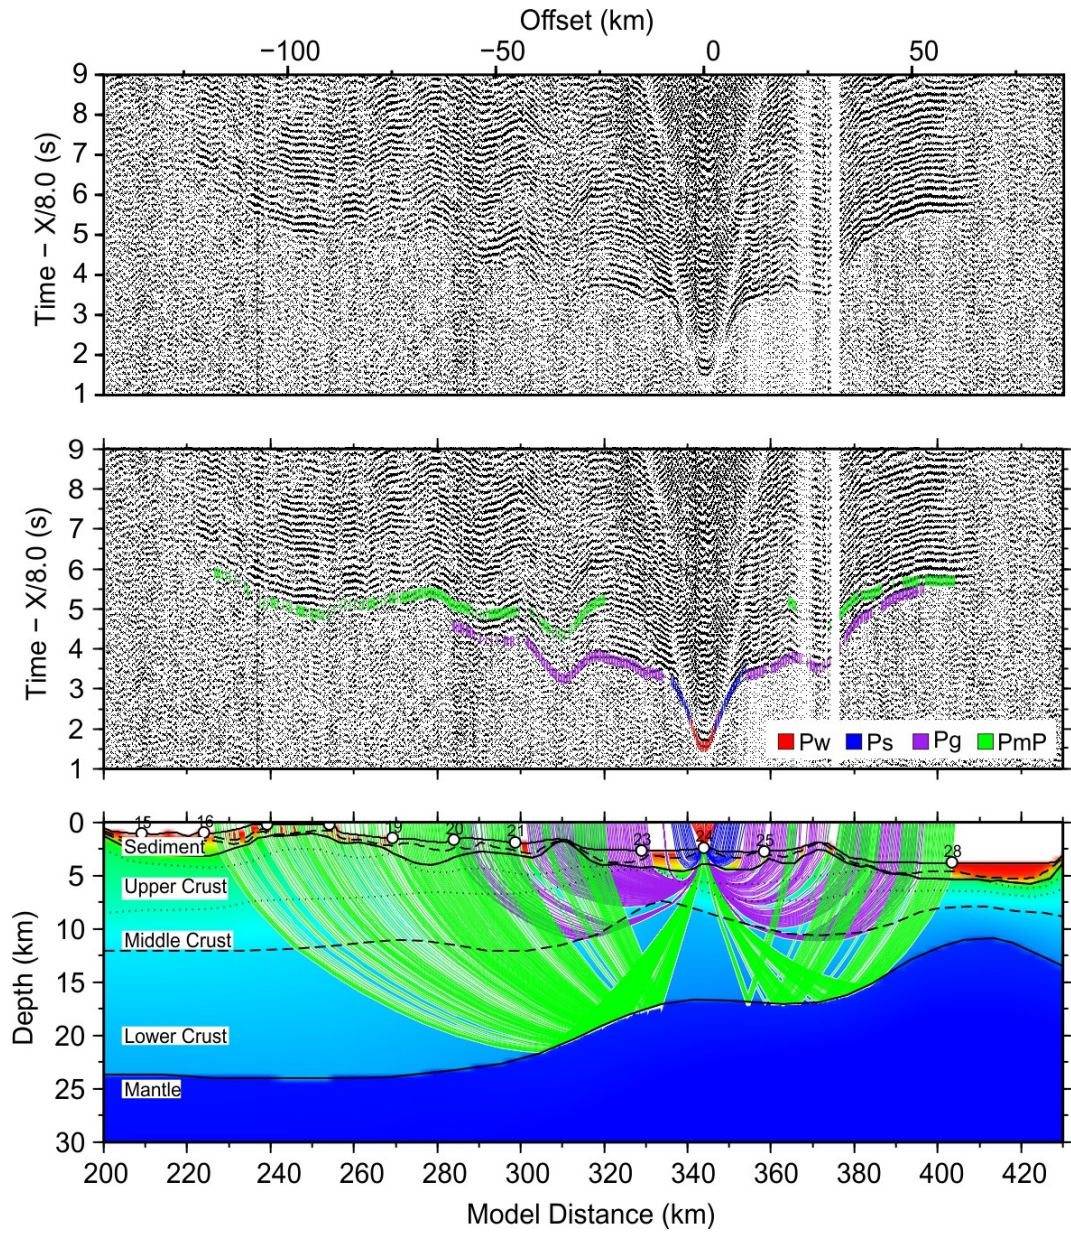 Offset (km)
−100 −50 0 50
9
8
7
6
5
4
3
2
1
Time − X/8.0 (s)
9
8
7
6
5
4
3
2
1
Time − X/8.0 (s)
Pw Ps Pg PmP
15 16 19 20 21 23 24 25 28
0
5
10
15
20
25
30
Depth (km)
Sediment
Upper Crust
Middle Crust
Lower Crust
Mantle
200 220 240 260 280 300 320 340 360 380 400 420
Model Distance (km)